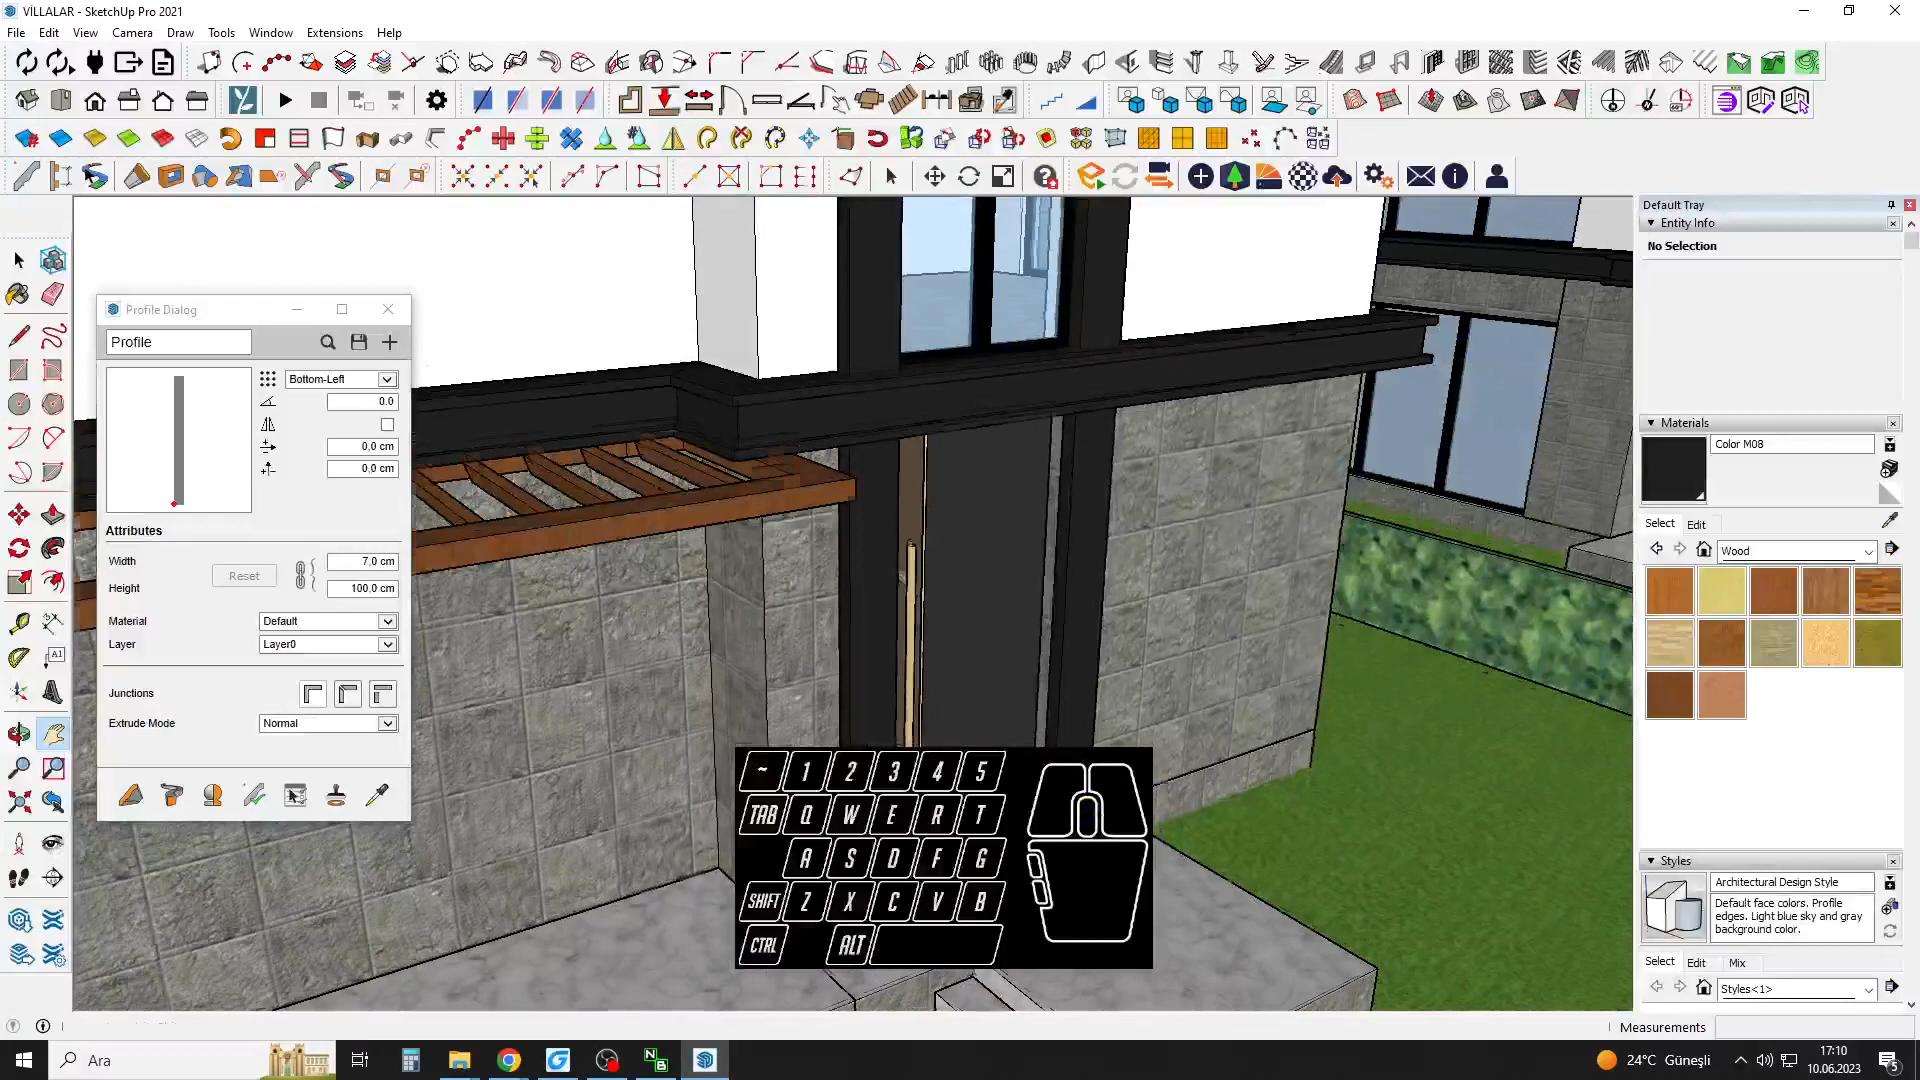 VİLLALAR - SketchUp Pro 2021
File Edit View Camera Draw Tools Window Extensions Help
Default Tray
Entity Info
No Selection
Profile Dialog
Profile
Bottom-Left
0.0
0,0 cm
0,0 cm
Attributes
Width 7,0 cm
Reset
Height 100,0 cm
Material Default
Layer Layer0
Junctions
Extrude Mode Normal
A1
Materials
Color M08
Select Edit
Wood
Styles
Architectural Design Style
Default face colors. Profile
edges. Light blue sky and gray
background color.
Select Edit Mix
Styles<1>
~ 1 2 3 4 5
TAB Q W E R T
A S D F G
SHIFT Z X C V B
CTRL ALT
Measurements
Ara
24°C Güneşli
17:10
10.06.2023
5